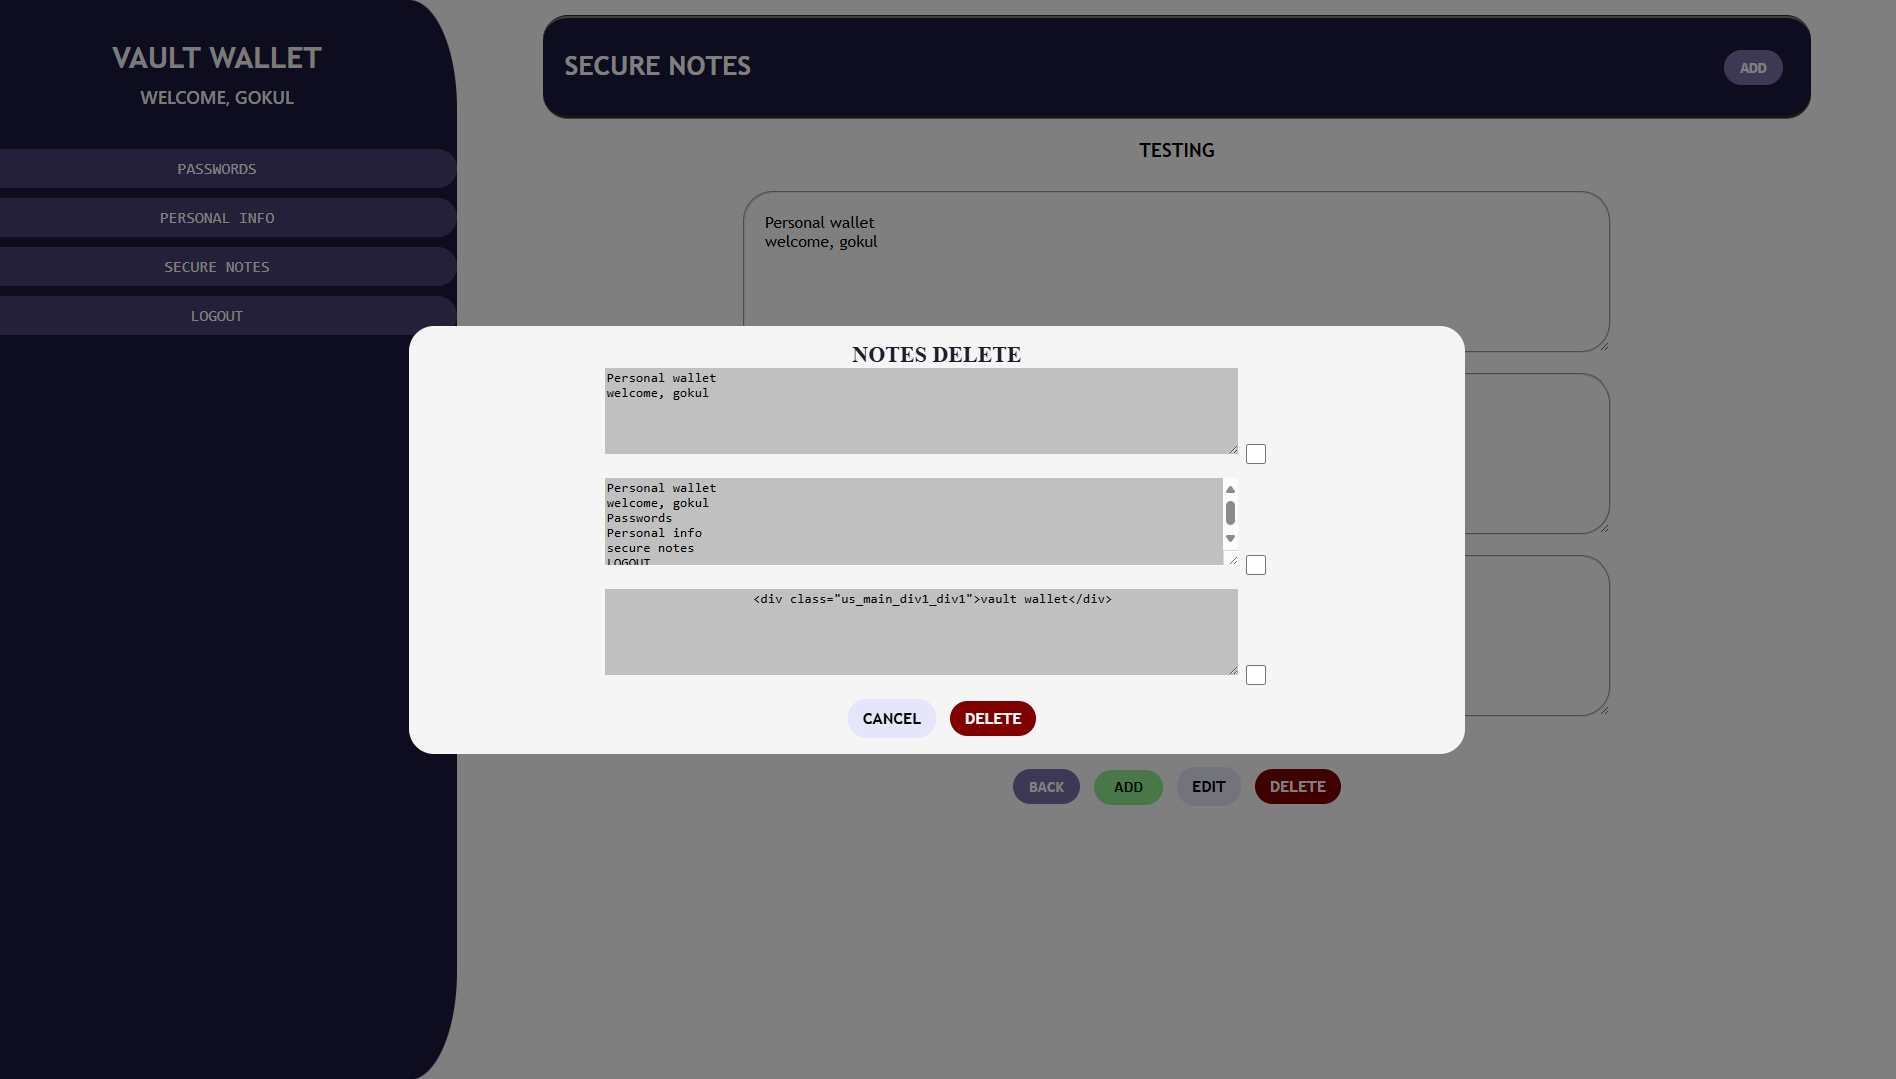 VAULT WALLET
WELCOME, GOKUL
PASSWORDS
PERSONAL INFO
SECURE NOTES
LOGOUT
SECURE NOTES
ADD
TESTING
Personal wallet
welcome, gokul
NOTES DELETE
Personal wallet
welcome, gokul
Personal wallet
welcome, gokul
Passwords
Personal info
secure notes
LOGOUT
<div class="us_main_div1_div1">vault wallet</div>
CANCEL
DELETE
BACK
ADD
EDIT
DELETE